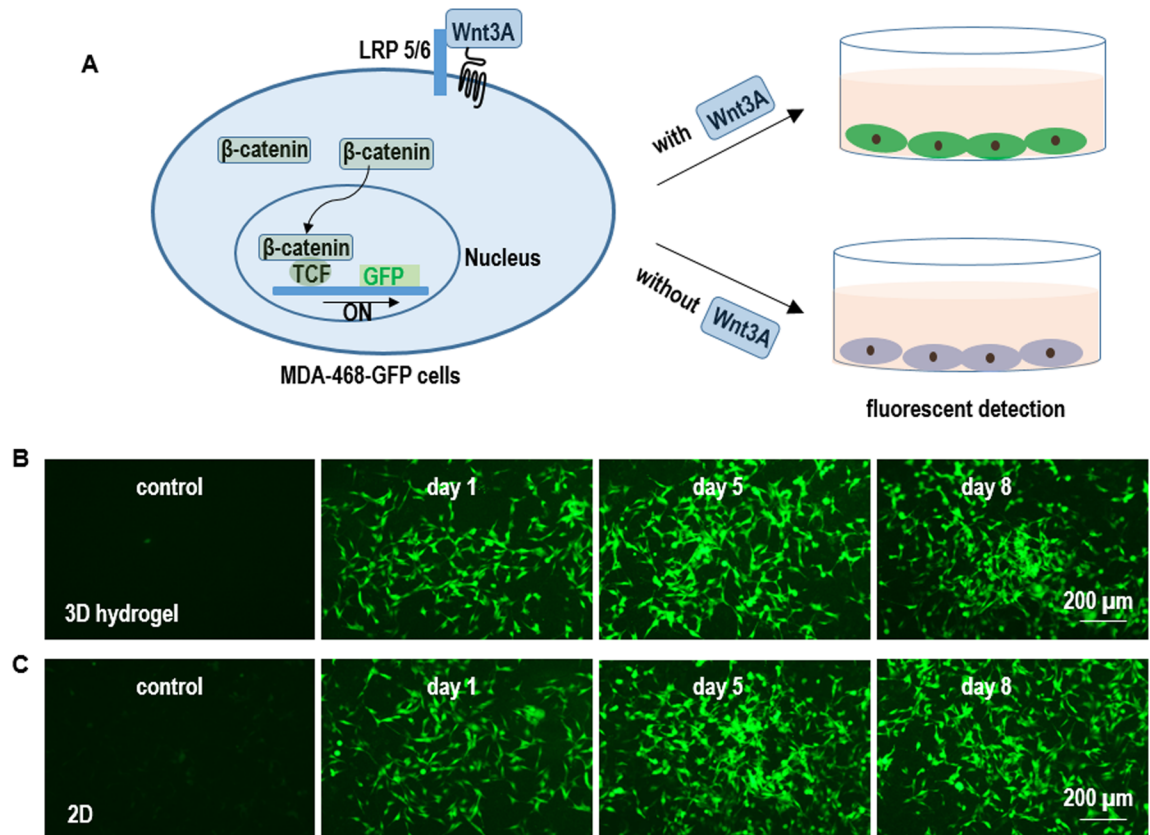 A
LRP 5/6
Wnt3A
β-catenin
β-catenin
β-catenin
TCF
GFP
ON
Nucleus
MDA-468-GFP cells
with Wnt3A
without Wnt3A
fluorescent detection
B
control
day 1
day 5
day 8
3D hydrogel
200 μm
C
control
day 1
day 5
day 8
2D
200 μm